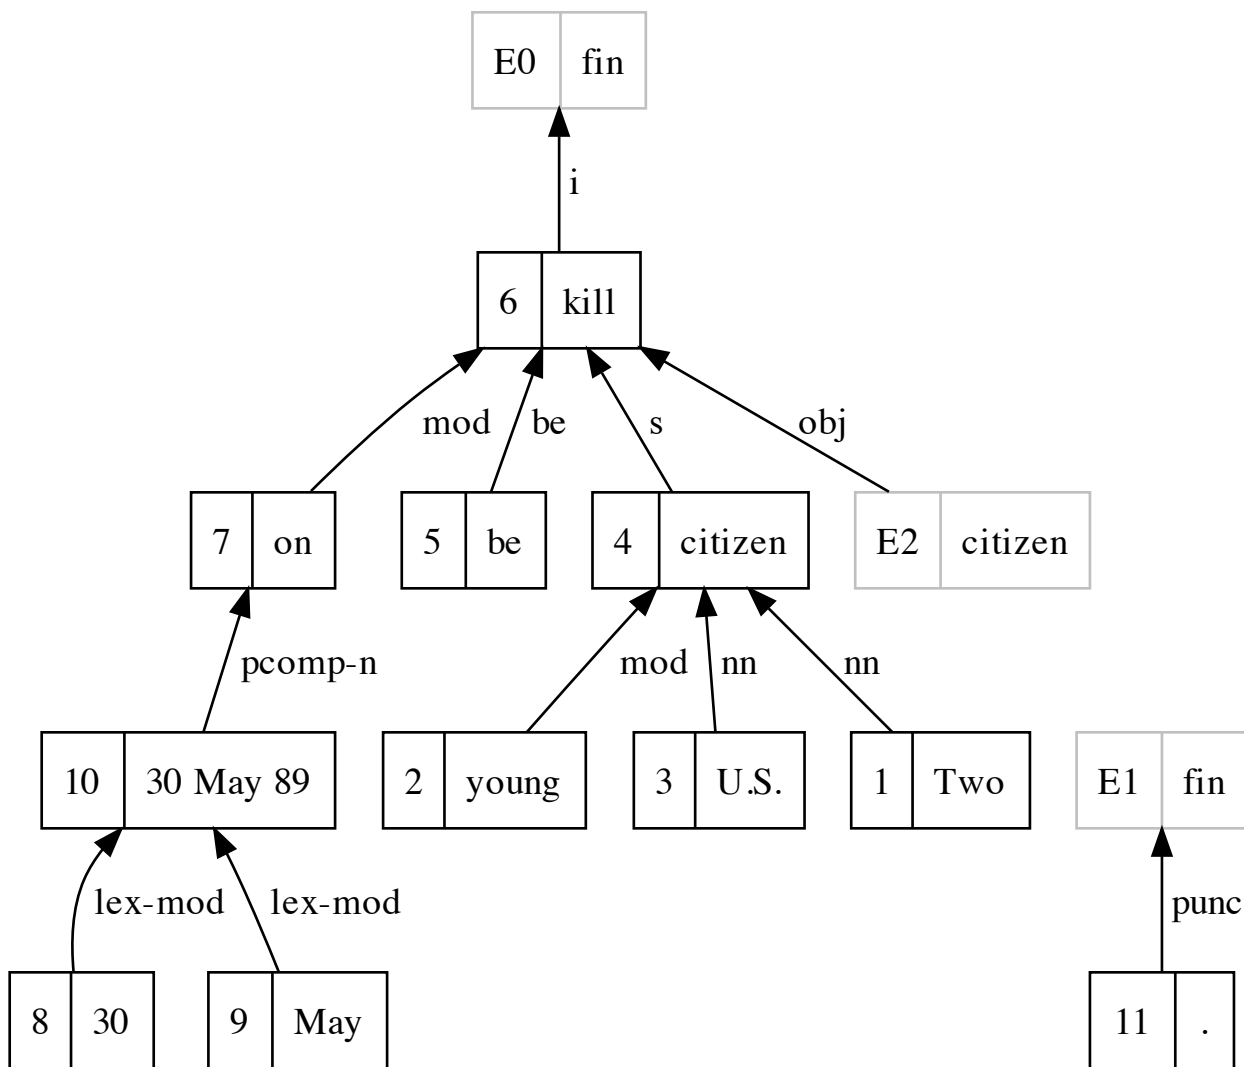 E0 fin
i
6 kill
mod be s obj
7 on 5 be 4 citizen E2 citizen
pcomp-n mod nn nn
10 30 May 89 2 young 3 U.S. 1 Two E1 fin
lex-mod lex-mod punc
8 30 9 May 11 .